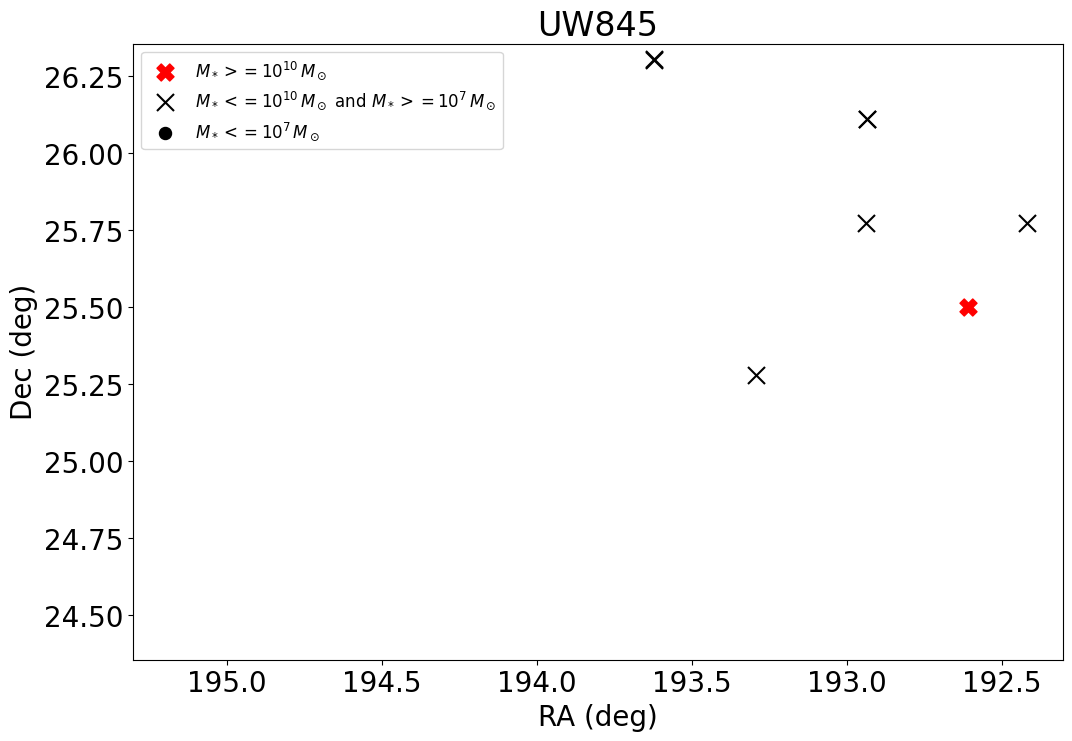 UW845
M* >= 10^10 M⊙
M* <= 10^10 M⊙ and M* >= 10^7 M⊙
M* <= 10^7 M⊙
26.25
26.00
25.75
25.50
25.25
25.00
24.75
24.50
Dec (deg)
195.0 194.5 194.0 193.5 193.0 192.5
RA (deg)